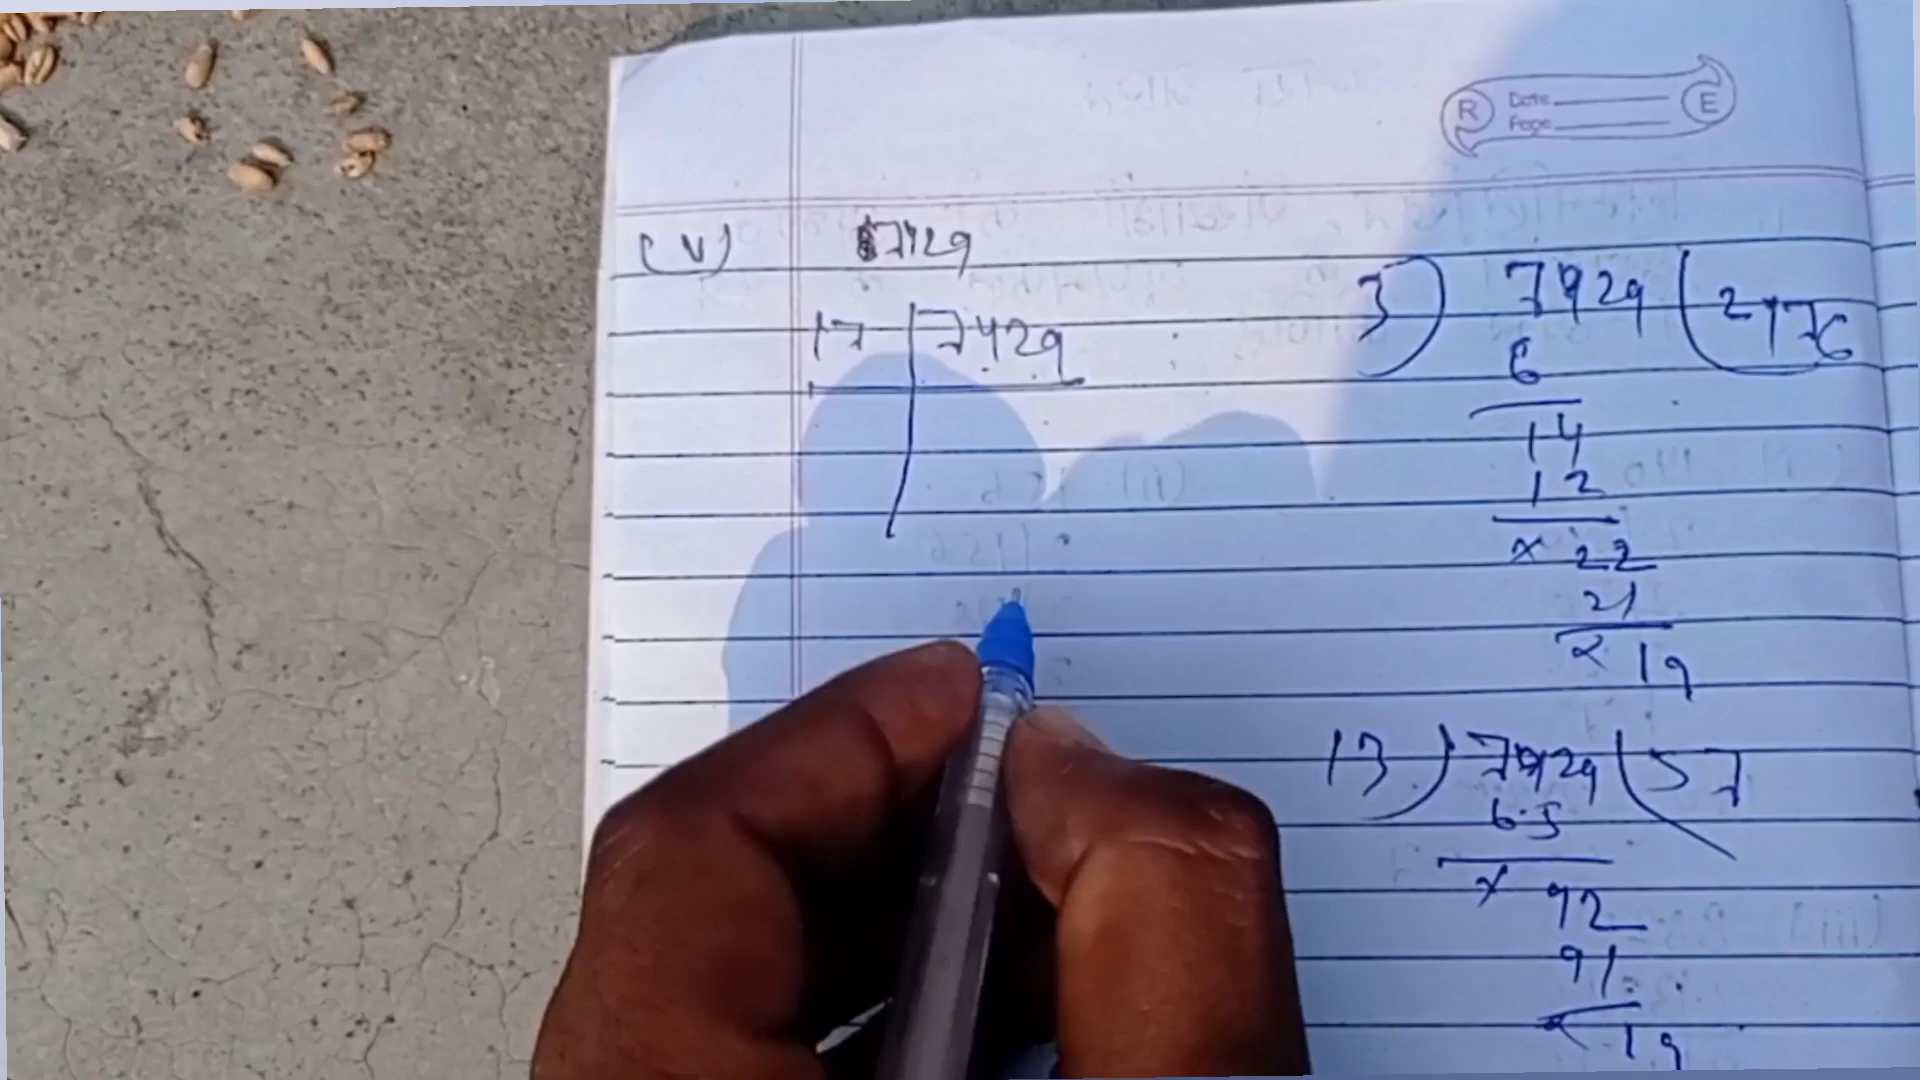 R Date
Page E
(v) 7429
17 7429
3) 7429 (2476
6
14
12
x 22
21
x 19
13) 7429 (57
65
x 92
91
x 19